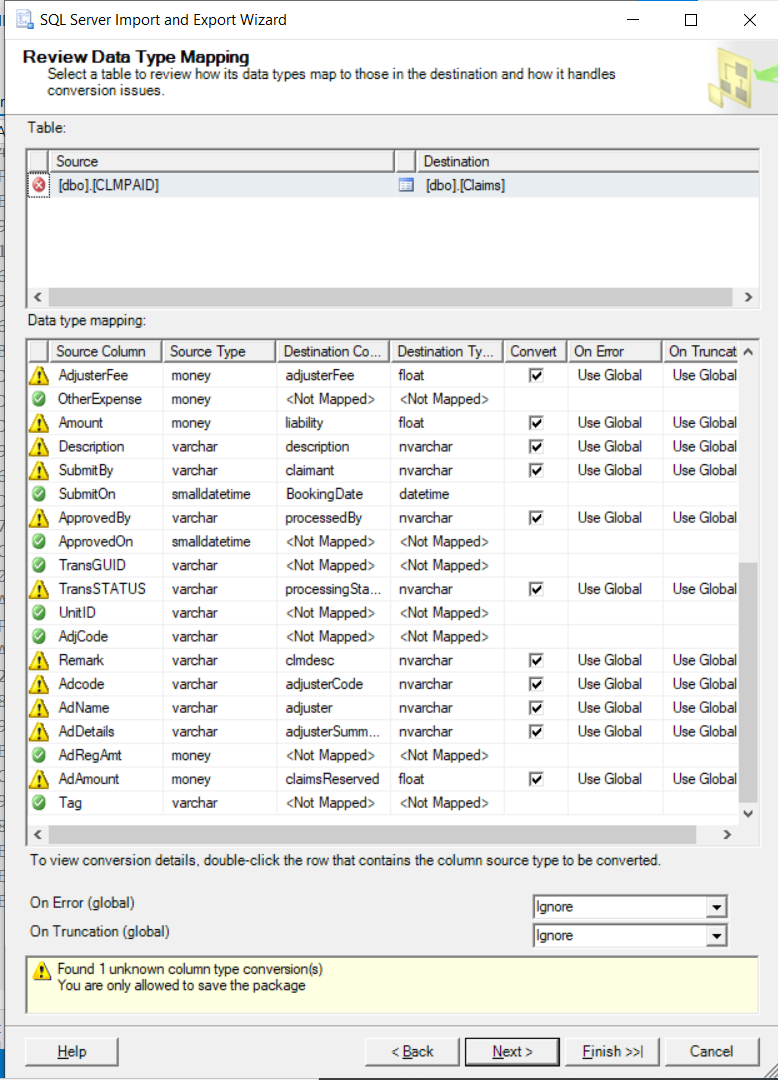 SQL Server Import and Export Wizard
Review Data Type Mapping
Select a table to review how its data types map to those in the destination and how it handles
conversion issues.
Table:
Source Destination
[dbo].[CLMPAID] [dbo].[Claims]
Data type mapping:
Source Column Source Type Destination Co... Destination Ty... Convert On Error On Truncat
AdjusterFee money adjusterFee float Use Global Use Global
OtherExpense money <Not Mapped> <Not Mapped>
Amount money liability float Use Global Use Global
Description varchar description nvarchar Use Global Use Global
SubmitBy varchar claimant nvarchar Use Global Use Global
SubmitOn smalldatetime BookingDate datetime
ApprovedBy varchar processedBy nvarchar Use Global Use Global
ApprovedOn smalldatetime <Not Mapped> <Not Mapped>
TransGUID varchar <Not Mapped> <Not Mapped>
TransSTATUS varchar processingSta... nvarchar Use Global Use Global
UnitID varchar <Not Mapped> <Not Mapped>
AdjCode varchar <Not Mapped> <Not Mapped>
Remark varchar clmdesc nvarchar Use Global Use Global
Adcode varchar adjusterCode nvarchar Use Global Use Global
AdName varchar adjuster nvarchar Use Global Use Global
AdDetails varchar adjusterSumm... nvarchar Use Global Use Global
AdRegAmt money <Not Mapped> <Not Mapped>
AdAmount money claimsReserved float Use Global Use Global
Tag varchar <Not Mapped> <Not Mapped>
To view conversion details, double-click the row that contains the column source type to be converted.
On Error (global) Ignore
On Truncation (global) Ignore
Found 1 unknown column type conversion(s)
You are only allowed to save the package
Help < Back Next > Finish >>| Cancel